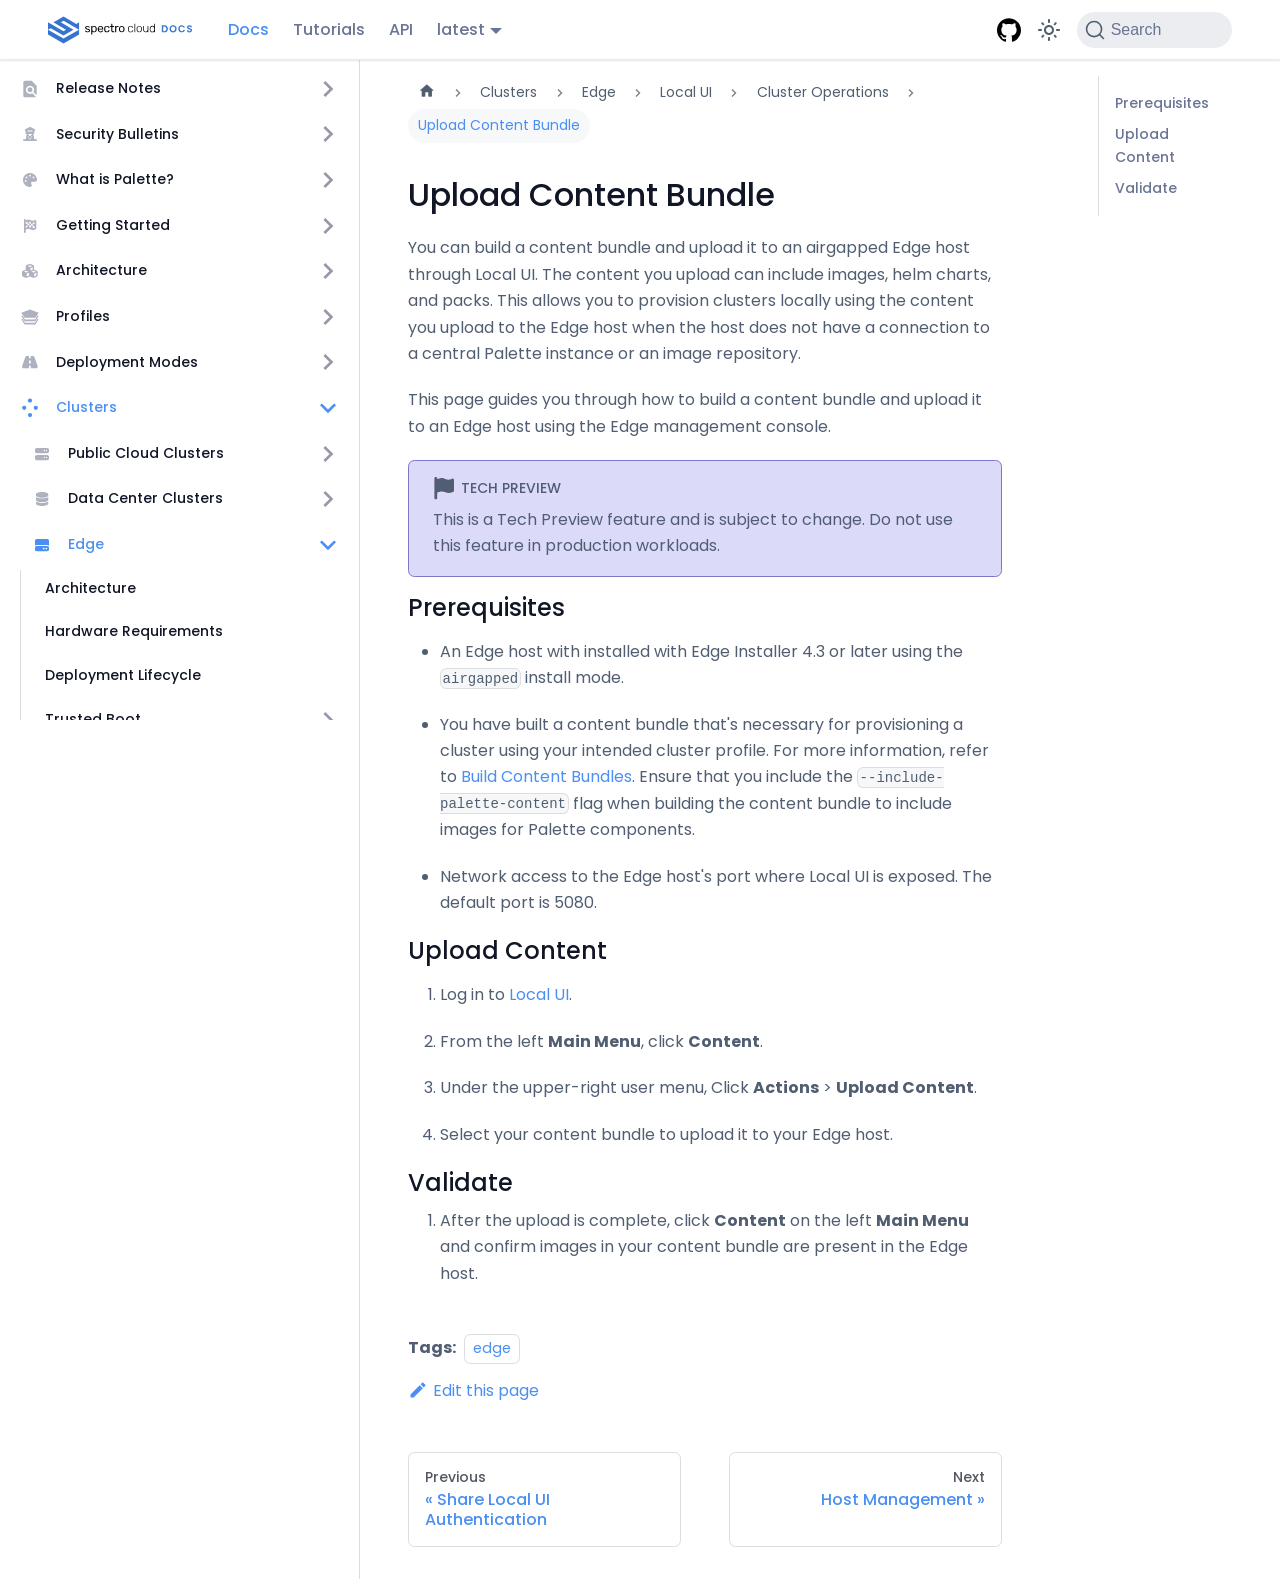 spectro cloud DOCS
Docs
Tutorials
API
latest
Search
Release Notes
Security Bulletins
What is Palette?
Getting Started
Architecture
Profiles
Deployment Modes
Clusters
Public Cloud Clusters
Data Center Clusters
Edge
Architecture
Hardware Requirements
Deployment Lifecycle
Trusted Boot
Clusters
Edge
Local UI
Cluster Operations
Upload Content Bundle
Upload Content Bundle
You can build a content bundle and upload it to an airgapped Edge host
through Local UI. The content you upload can include images, helm charts,
and packs. This allows you to provision clusters locally using the content
you upload to the Edge host when the host does not have a connection to
a central Palette instance or an image repository.
This page guides you through how to build a content bundle and upload it
to an Edge host using the Edge management console.
TECH PREVIEW
This is a Tech Preview feature and is subject to change. Do not use
this feature in production workloads.
Prerequisites
An Edge host with installed with Edge Installer 4.3 or later using the
airgapped install mode.
You have built a content bundle that's necessary for provisioning a
cluster using your intended cluster profile. For more information, refer
to Build Content Bundles. Ensure that you include the --include-
palette-content flag when building the content bundle to include
images for Palette components.
Network access to the Edge host's port where Local UI is exposed. The
default port is 5080.
Upload Content
1. Log in to Local UI.
2. From the left Main Menu, click Content.
3. Under the upper-right user menu, Click Actions > Upload Content.
4. Select your content bundle to upload it to your Edge host.
Validate
1. After the upload is complete, click Content on the left Main Menu
and confirm images in your content bundle are present in the Edge
host.
Tags: edge
Edit this page
Previous
« Share Local UI
Authentication
Next
Host Management »
Prerequisites
Upload
Content
Validate